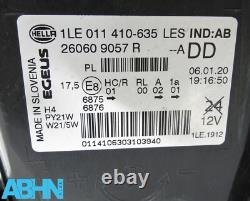 HELLA
1LE 011 410-635 LES IND:AB
26060 9057 R --A DD
PL
MADE IN SLOVENIA
EGEUS
06.01.20
19:16:50
17,5 E8 HC/R RL A 1a
01 00 02 01
6875
6876
H4
PY21W
W21/5W
24
12V
0114106303103940
1LE.1912
ABHN